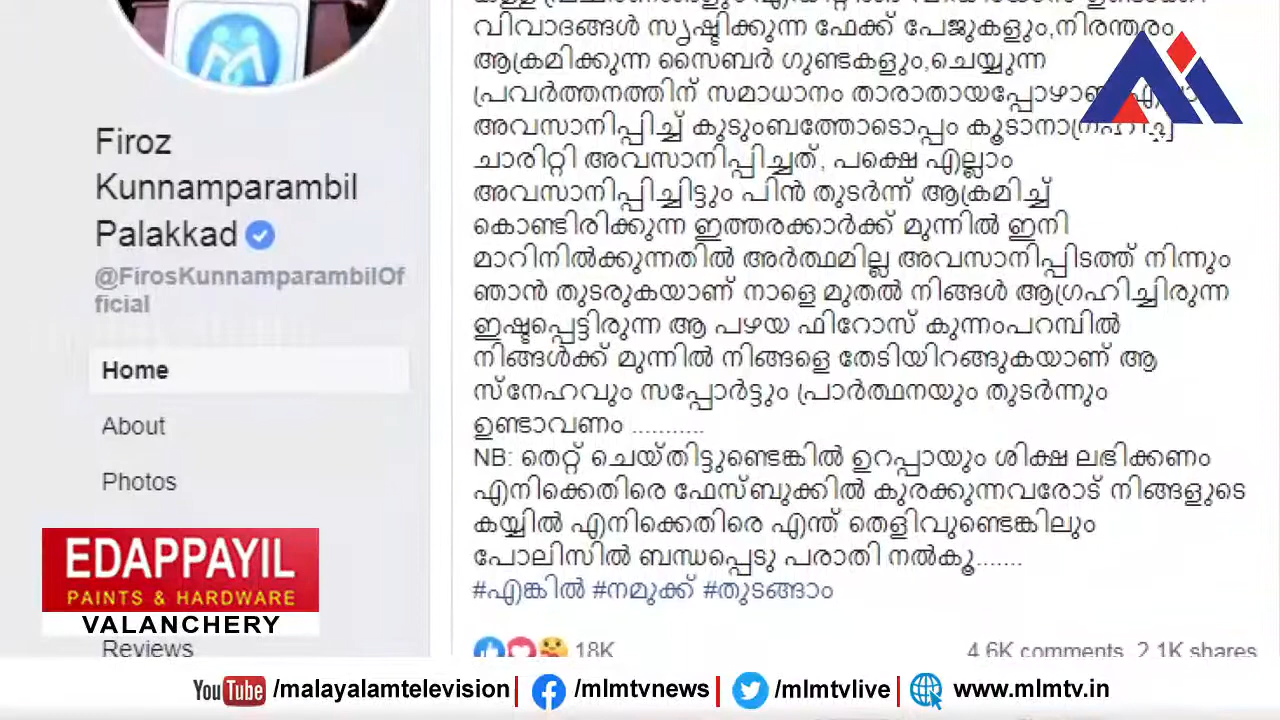 Firoz
Kunnamparambil
Palakkad
@FirosKunnamparambilOf
ficial
Home
About
Photos
Reviews
വിവാദങ്ങൾ സൃഷ്ടിക്കുന്ന ഫേക്ക് പേജുകളും,നിരന്തരം
ആക്രമിക്കുന്ന സൈബർ ഗുണ്ടകളും,ചെയ്യുന്ന
പ്രവർത്തനത്തിന് സമാധാനം താരാതായപ്പോഴാണ്
അവസാനിപ്പിച്ച് കുടുംബത്തോടൊപ്പം കൂടാനാഗ്രഹിച്ച്
ചാരിറ്റി അവസാനിപ്പിച്ചത്, പക്ഷെ എല്ലാം
അവസാനിപ്പിച്ചിട്ടും പിൻ തുടർന്ന് ആക്രമിച്ച്
കൊണ്ടിരിക്കുന്ന ഇത്തരക്കാർക്ക് മുന്നിൽ ഇനി
മാറിനിൽക്കുന്നതിൽ അർത്ഥമില്ല അവസാനിപ്പിടത്ത് നിന്നും
ഞാൻ തുടരുകയാണ് നാളെ മുതൽ നിങ്ങൾ ആഗ്രഹിച്ചിരുന്ന
ഇഷ്ടപ്പെട്ടിരുന്ന ആ പഴയ ഫിറോസ് കുന്നംപറമ്പിൽ
നിങ്ങൾക്ക് മുന്നിൽ നിങ്ങളെ തേടിയിറങ്ങുകയാണ് ആ
സ്നേഹവും സപ്പോർട്ടും പ്രാർത്ഥനയും തുടർന്നും
ഉണ്ടാവണം ...........
NB: തെറ്റ് ചെയ്തിട്ടുണ്ടെങ്കിൽ ഉറപ്പായും ശിക്ഷ ലഭിക്കണം
എനിക്കെതിരെ ഫേസ്ബുക്കിൽ കുരക്കുന്നവരോട് നിങ്ങളുടെ
കയ്യിൽ എനിക്കെതിരെ എന്ത് തെളിവുണ്ടെങ്കിലും
പോലിസിൽ ബന്ധപ്പെടു പരാതി നൽകൂ.......
#എങ്കിൽ #നമുക്ക് #തുടങ്ങാം
18K
4.6K comments 2.1K shares
EDAPPAYIL
PAINTS & HARDWARE
VALANCHERY
YouTube /malayalamtelevision /mlmtvnews /mlmtvlive www.mlmtv.in